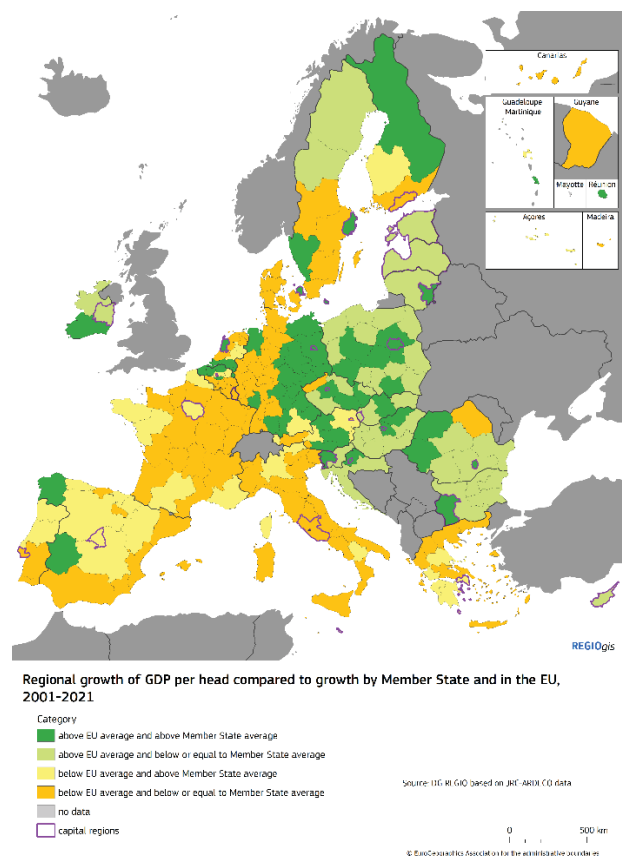 Canarias
Guadeloupe
Martinique
Guyane
Mayotte
Réunion
Açores
Madeira
REGIOgis
Regional growth of GDP per head compared to growth by Member State and in the EU,
2001-2021
Category
above EU average and above Member State average
above EU average and below or equal to Member State average
below EU average and above Member State average
below EU average and below or equal to Member State average
no data
capital regions
Source: DG REGIO based on JRC-ARDECO data
0 500 km
© EuroGeographics Association for the administrative boundaries